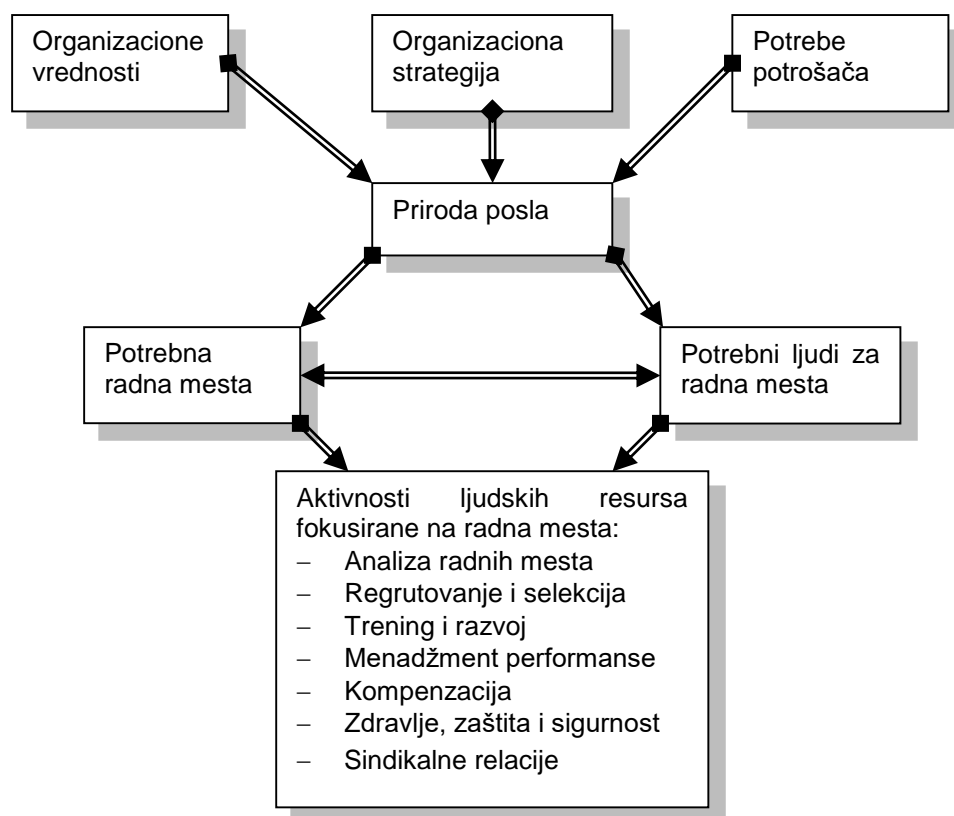 Organizacione
vrednosti
Organizaciona
strategija
Potrebe
potrošača
Priroda posla
Potrebna
radna mesta
Potrebni ljudi za
radna mesta
Aktivnosti ljudskih resursa
fokusirane na radna mesta:
– Analiza radnih mesta
– Regrutovanje i selekcija
– Trening i razvoj
– Menadžment performanse
– Kompenzacija
– Zdravlje, zaštita i sigurnost
– Sindikalne relacije